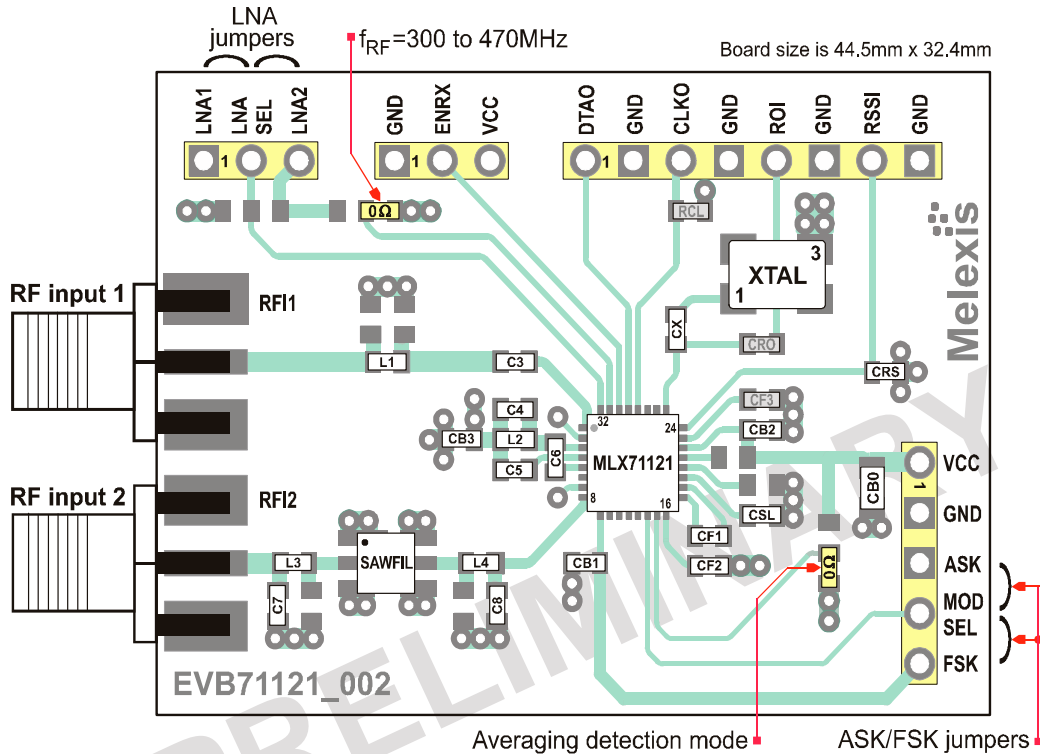 LNA
jumpers
fRF=300 to 470MHz
Board size is 44.5mm x 32.4mm
LNA1
LNA
SEL
LNA2
GND
ENRX
VCC
DTAO
GND
CLKO
GND
ROI
GND
RSSI
GND
1
1
1
0Ω
RCL
Melexis
3
XTAL
1
RF input 1
RFI1
CX
CRO
L1
C3
CRS
C4
32
24
CF3
CB3
L2
C6
MLX71121
CB2
C5
8
16
VCC
1
CB0
RF input 2
RFI2
CSL
GND
CF1
L3
SAWFIL
L4
CB1
CF2
0Ω
ASK
C7
C8
MOD
SEL
FSK
EVB71121_002
PRELIMINARY
Averaging detection mode
ASK/FSK jumpers